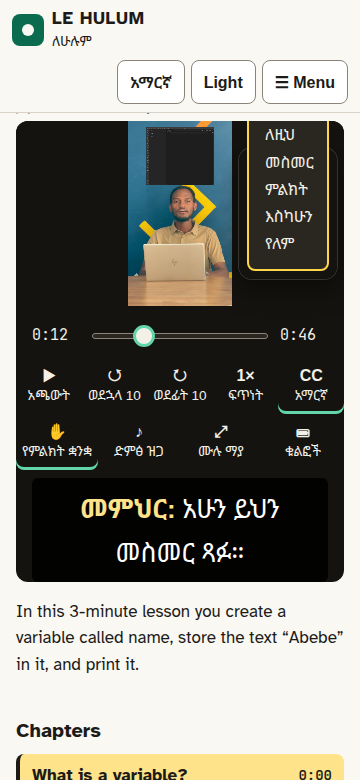 LE HULUM
ለሁሉም
አማርኛ
Light
☰ Menu
ለዚህ
መስመር
ምልክት
እስካሁን
የለም
0:12
0:46
አጫውት
ወደኋላ 10
ወደፊት 10
1×
ፍጥነት
CC
አማርኛ
የምልክት ቋንቋ
ድምፅ ዝጋ
ሙሉ ማያ
ቁልፎች
መምህር: አሁን ይህን
መስመር ጻፉ።
In this 3-minute lesson you create a
variable called name, store the text “Abebe”
in it, and print it.
Chapters
What is a variable?
0:00